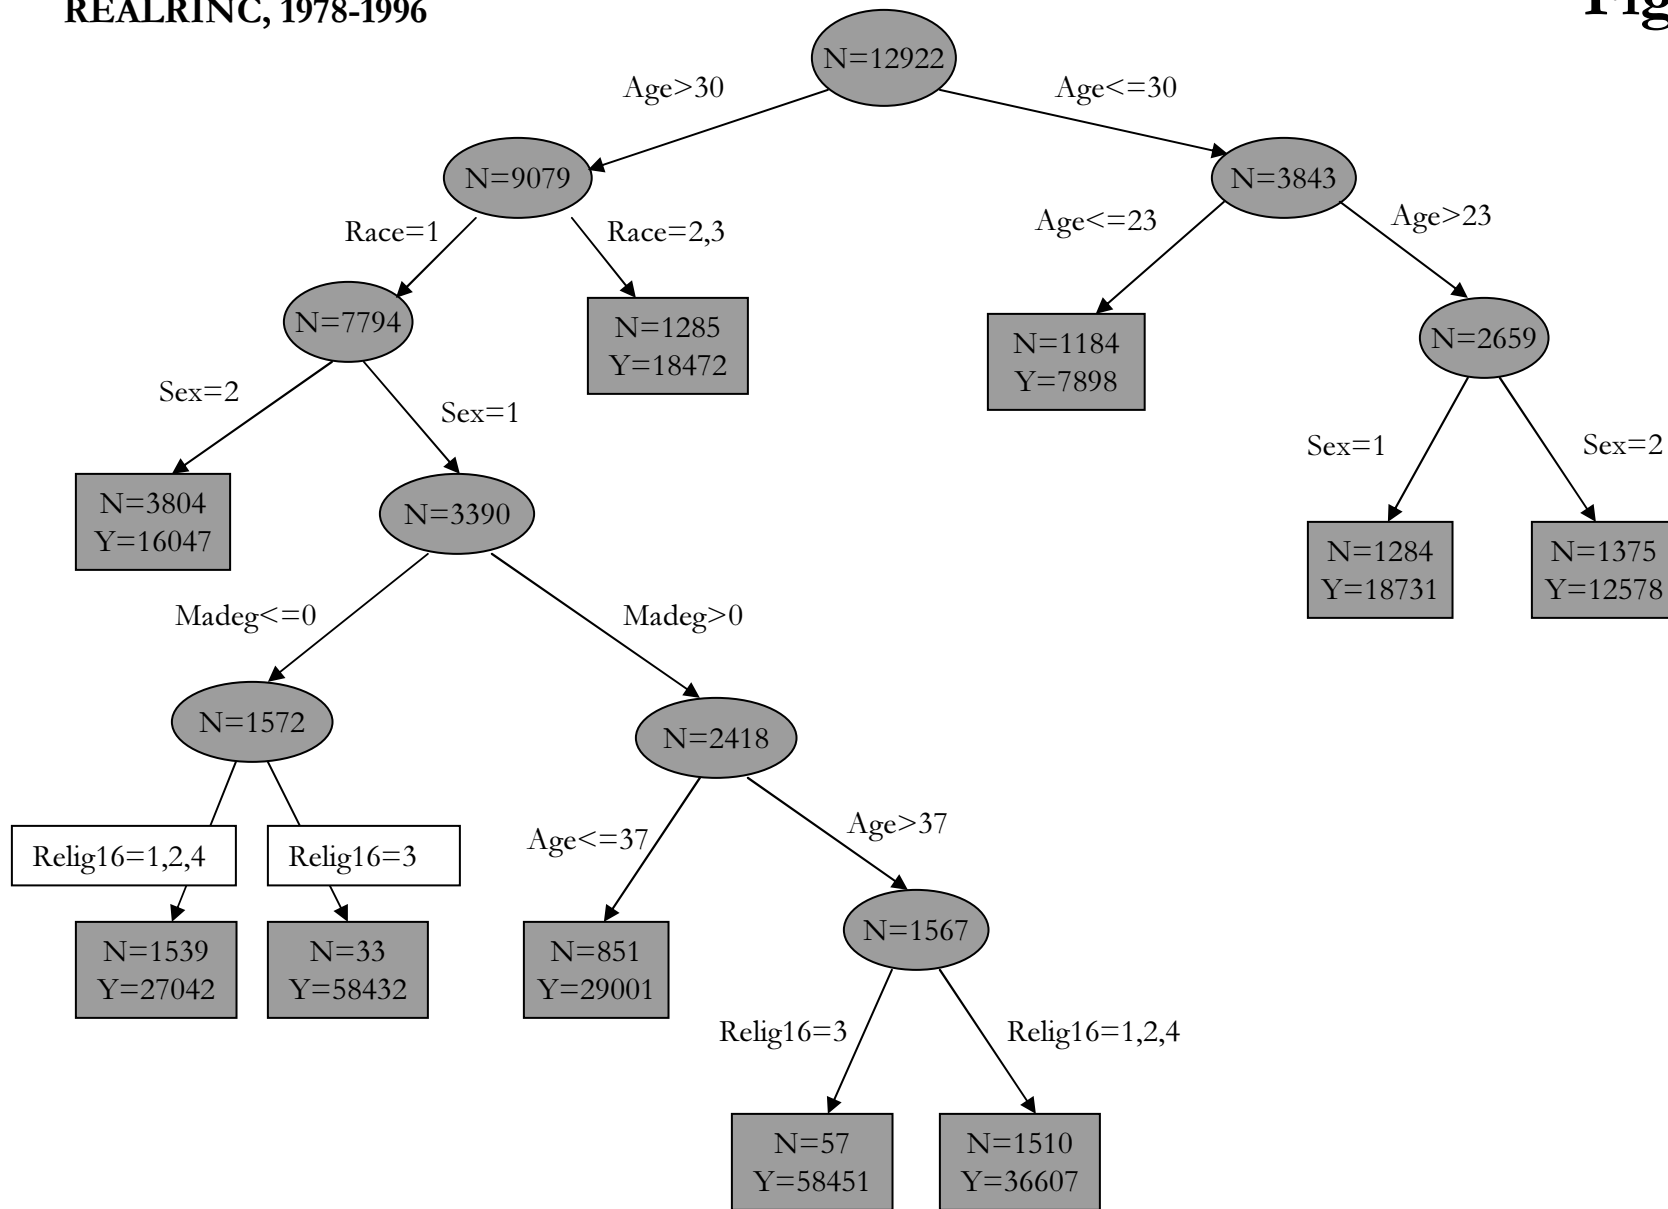 REALRINC, 1978-1996
Fig
N=12922
Age>30
Age<=30
N=9079
N=3843
Race=1
Race=2,3
Age<=23
Age>23
N=7794
N=1285
Y=18472
N=1184
Y=7898
N=2659
Sex=2
Sex=1
Sex=1
Sex=2
N=3804
Y=16047
N=3390
N=1284
Y=18731
N=1375
Y=12578
Madeg<=0
Madeg>0
N=1572
N=2418
Relig16=1,2,4
Relig16=3
Age<=37
Age>37
N=1539
Y=27042
N=33
Y=58432
N=851
Y=29001
N=1567
Relig16=3
Relig16=1,2,4
N=57
Y=58451
N=1510
Y=36607